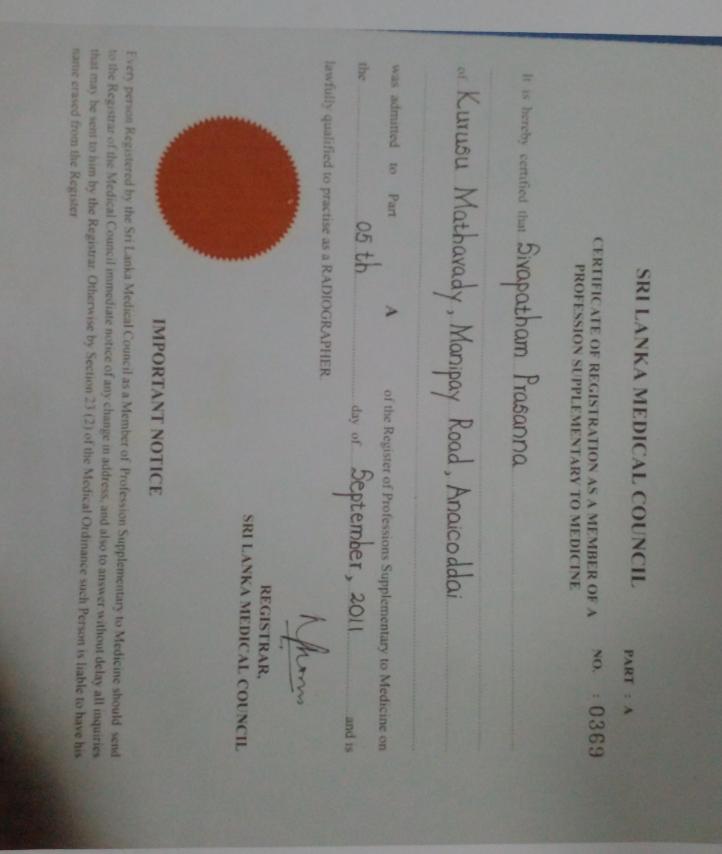 SRI LANKA MEDICAL COUNCIL
PART : A
CERTIFICATE OF REGISTRATION AS A MEMBER OF A
NO. : 0369
PROFESSION SUPPLEMENTARY TO MEDICINE
It is hereby certified that Sivapatham Prasanna
of Kurusu Mathavady, Manipay Road, Anaicoddai
was admitted to Part A of the Register of Professions Supplementary to Medicine on
the 05 th day of September, 2011 and is
lawfully qualified to practise as a RADIOGRAPHER.
REGISTRAR,
SRI LANKA MEDICAL COUNCIL
IMPORTANT NOTICE
Every person Registered by the Sri Lanka Medical Council as a Member of Profession Supplementary to Medicine should send
to the Registrar of the Medical Council immediate notice of any change in address, and also to answer without delay all inquiries
that may be sent to him by the Registrar. Otherwise by Section 23 (2) of the Medical Ordinance such Person is liable to have his
name erased from the Register